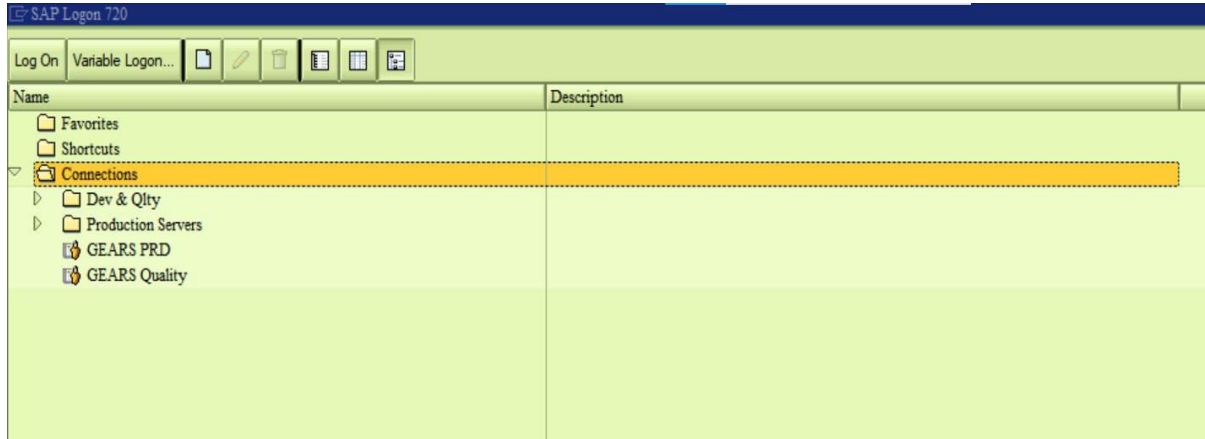 SAP Logon 720
Log On Variable Logon...
Name Description
Favorites
Shortcuts
Connections
Dev & Qlty
Production Servers
GEARS PRD
GEARS Quality